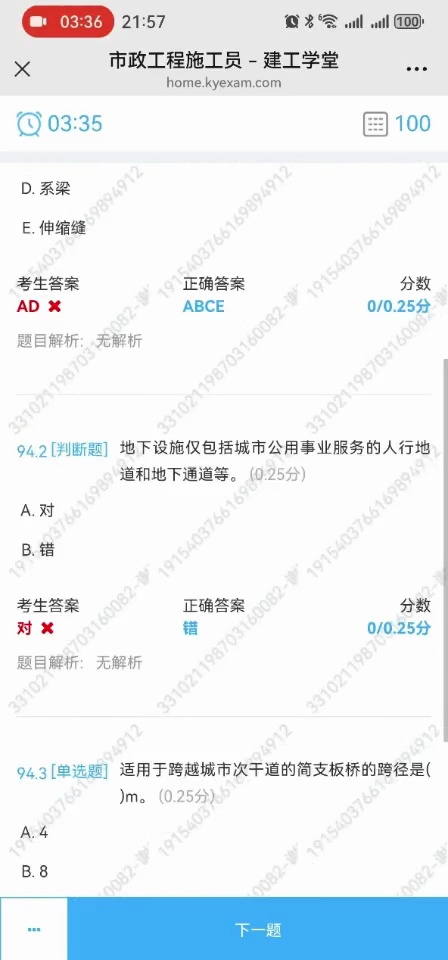 03:36 21:57 100
市政工程施工员 – 建工学堂
home.kyexam.com
03:35 100
D. 系梁
E. 伸缩缝
考生答案 正确答案 分数
AD ABCE 0/0.25分
题目解析: 无解析
94.2 [判断题] 地下设施仅包括城市公用事业服务的人行地
道和地下通道等。 (0.25分)
A. 对
B. 错
考生答案 正确答案 分数
对 错 0/0.25分
题目解析: 无解析
94.3 [单选题] 适用于跨越城市次干道的简支板桥的跨径是(
)m。 (0.25分)
A. 4
B. 8
下一题